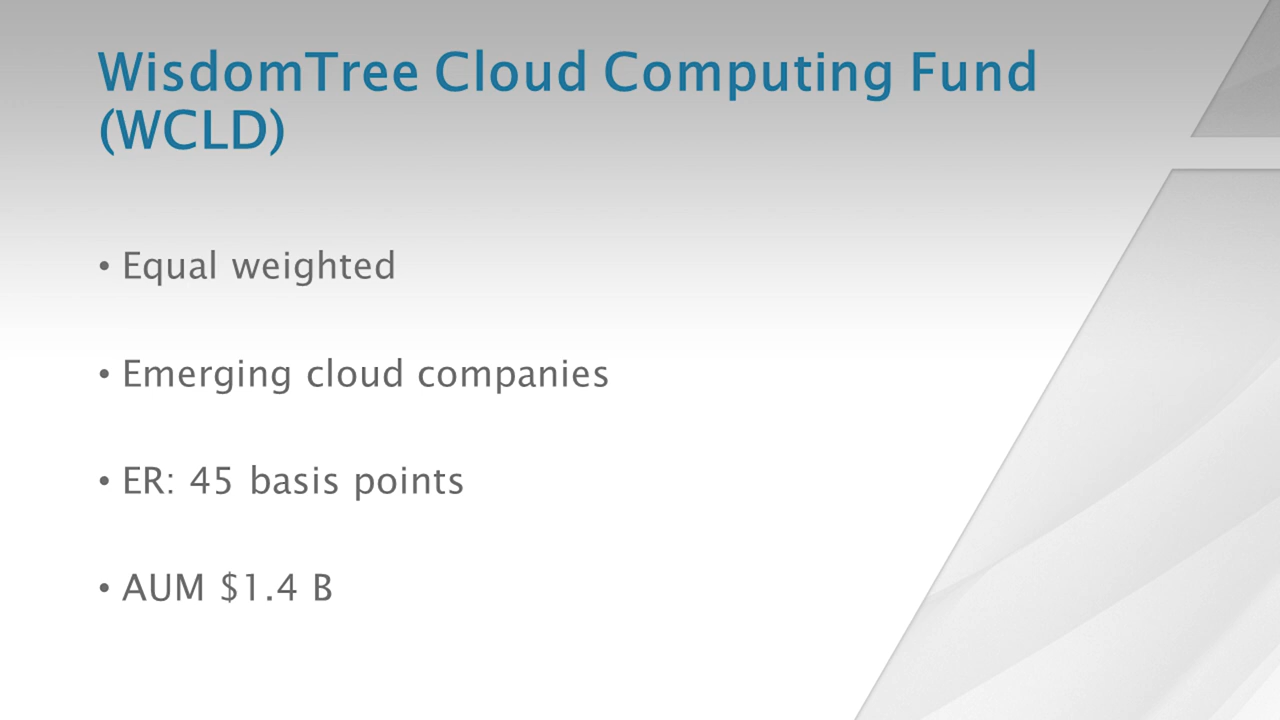 WisdomTree Cloud Computing Fund
(WCLD)
• Equal weighted
• Emerging cloud companies
• ER: 45 basis points
• AUM $1.4 B